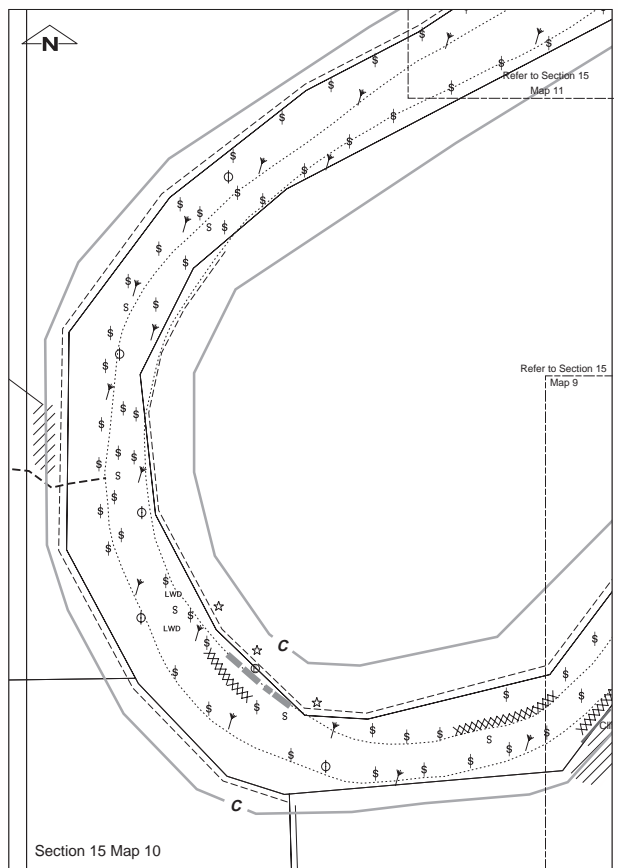 N
Refer to Section 15
Map 11
$ $ $ $ $ $ $ $ $ $ $ $ $ $ $
S
$ $ $ $ $
S
$ $ $ $ $ $
Refer to Section 15
Map 9
$ $ $ $
S
$ $ $ $ $
LWD
S
LWD
$ $ $ $
S
C
$ $ $ $ $ $
S
$ $ $ $ $ $
C
Section 15 Map 10